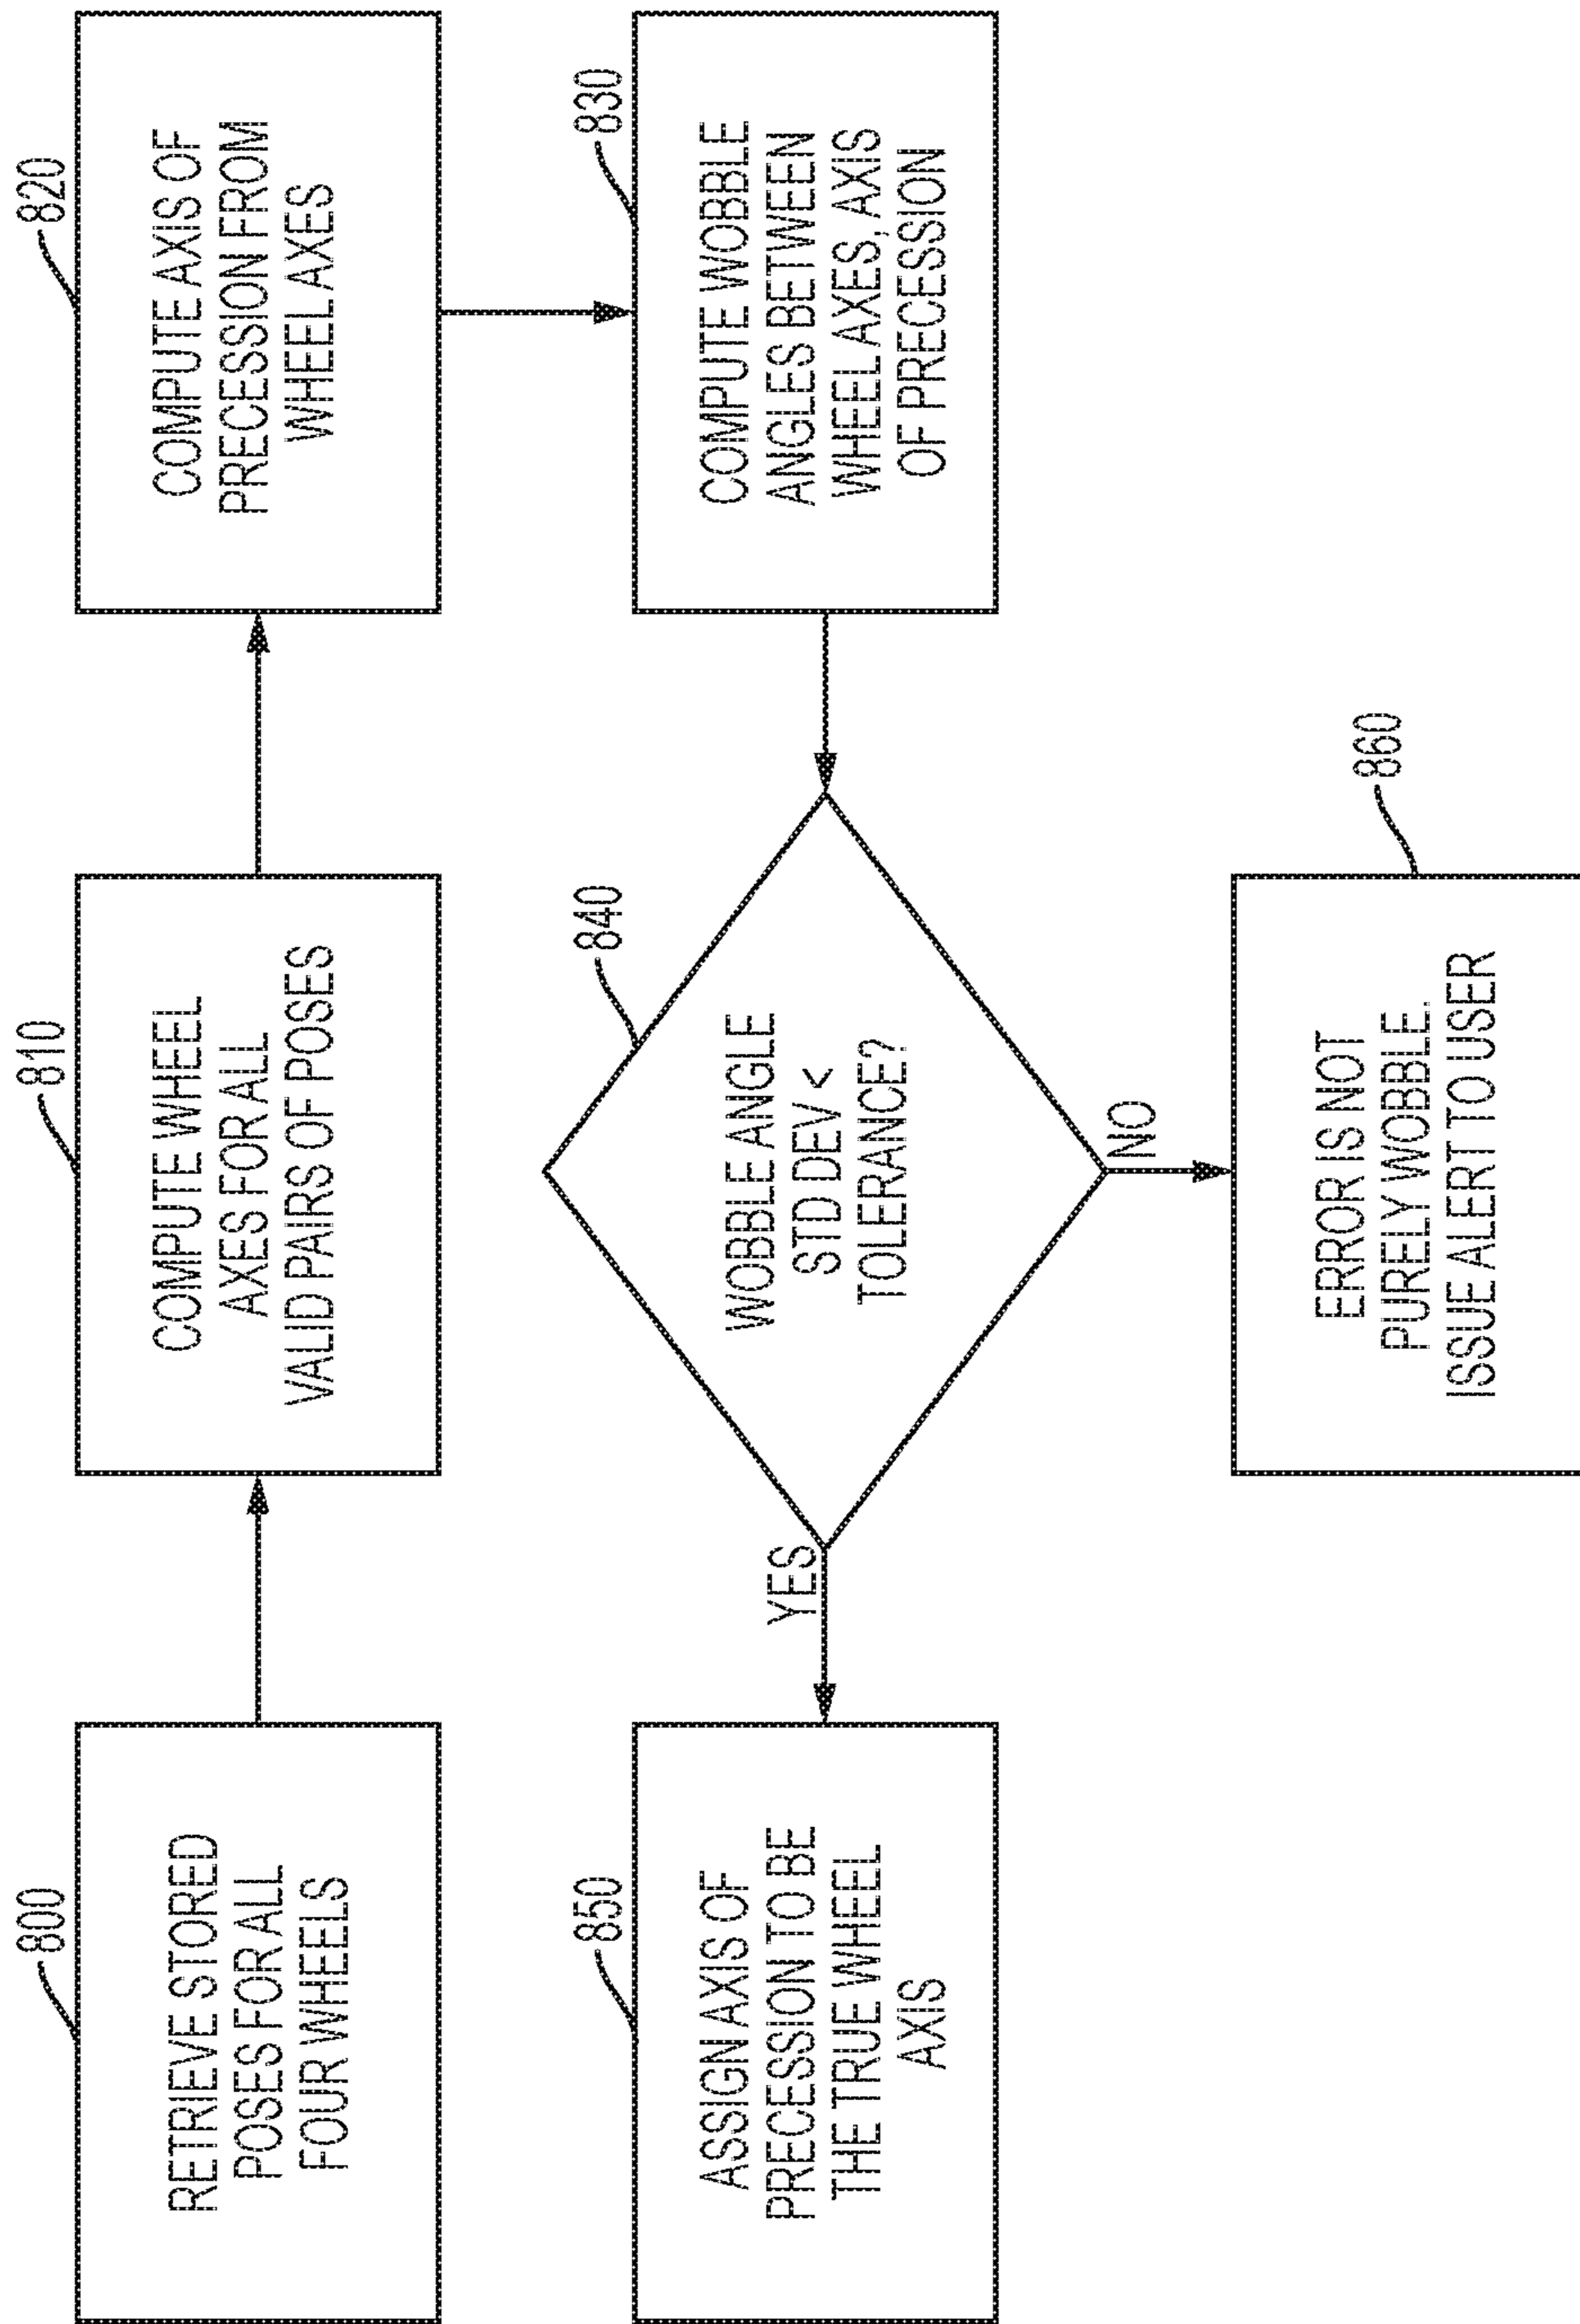 800
RETRIEVE STORED
POSES FOR ALL
FOUR WHEELS
810
COMPUTE WHEEL
AXES FOR ALL
VALID PAIRS OF POSES
820
COMPUTE AXIS OF
PRECESSION FROM
WHEEL AXES
830
COMPUTE WOBBLE
ANGLES BETWEEN
WHEEL AXES, AXIS
OF PRECESSION
840
WOBBLE ANGLE
STD DEV <
TOLERANCE?
YES
850
ASSIGN AXIS OF
PRECESSION TO BE
THE TRUE WHEEL
AXIS
NO
860
ERROR IS NOT
PURELY WOBBLE.
ISSUE ALERT TO USER